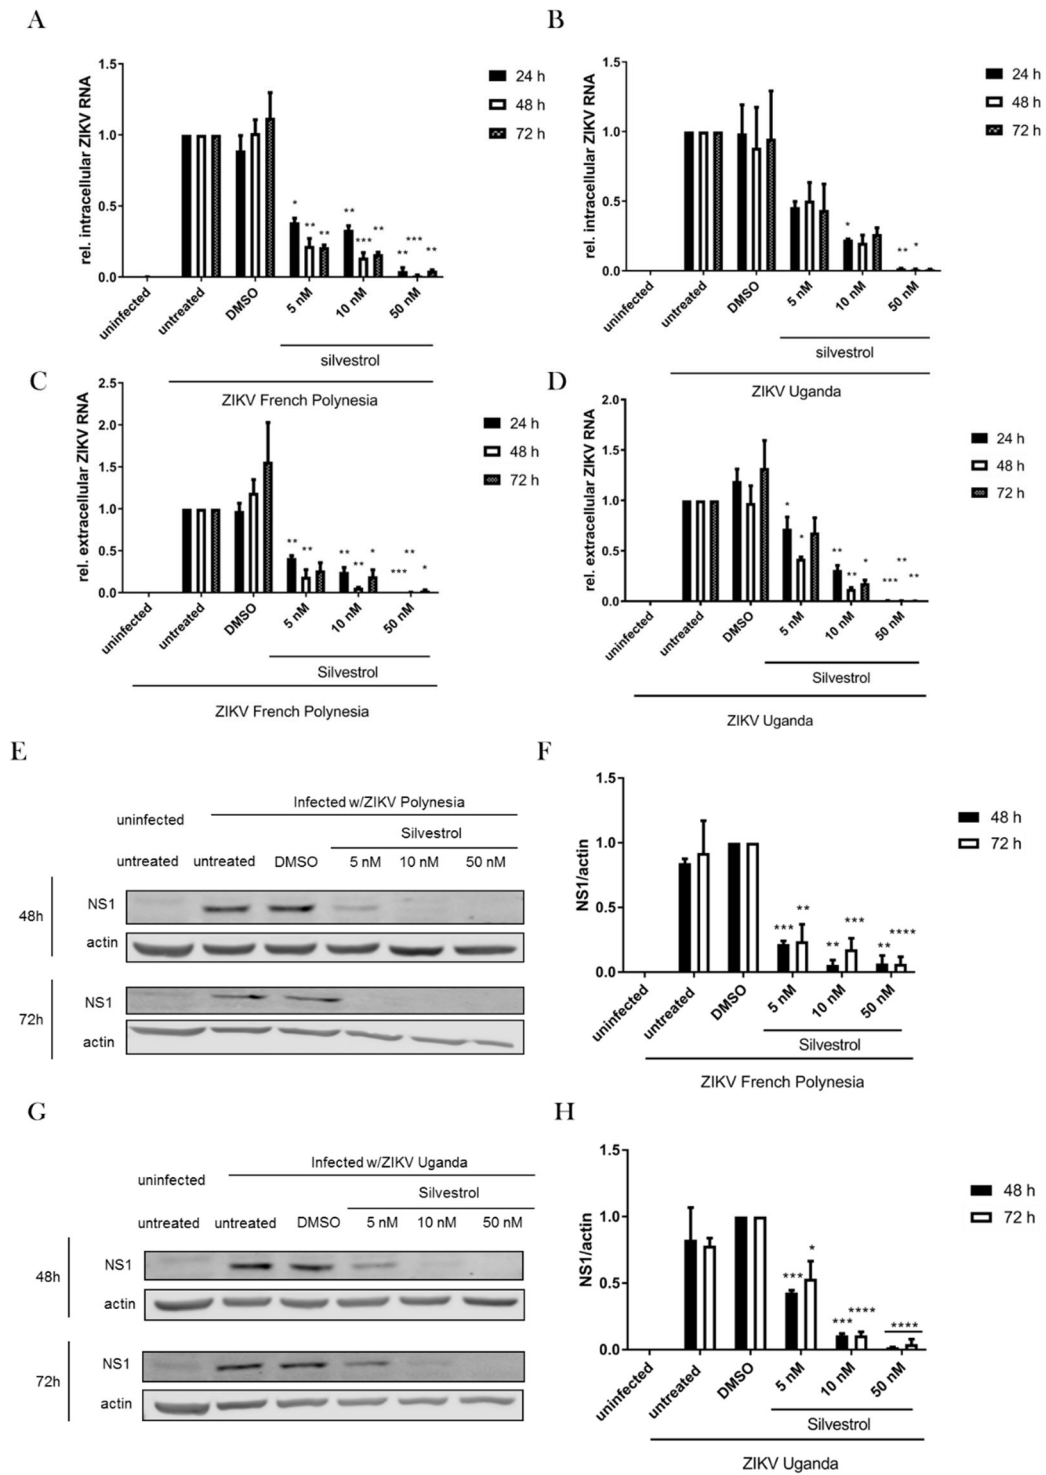 A
rel. intracellular ZIKV RNA
1.5
1.0
0.5
0.0
24 h
48 h
72 h
* ** ** ** *** ** ** *** **
uninfected untreated DMSO 5 nM 10 nM 50 nM
silvestrol
ZIKV French Polynesia
B
rel. intracellular ZIKV RNA
1.5
1.0
0.5
0.0
24 h
48 h
72 h
* ** *
uninfected untreated DMSO 5 nM 10 nM 50 nM
silvestrol
ZIKV Uganda
C
rel. extracellular ZIKV RNA
2.5
2.0
1.5
1.0
0.5
0.0
24 h
48 h
72 h
** ** ** ** * *** ** *
uninfected untreated DMSO 5 nM 10 nM 50 nM
Silvestrol
ZIKV French Polynesia
D
rel. extracellular ZIKV RNA
2.0
1.5
1.0
0.5
0.0
24 h
48 h
72 h
* * ** ** * *** ** **
uninfected untreated DMSO 5 nM 10 nM 50 nM
Silvestrol
ZIKV Uganda
E
Infected w/ZIKV Polynesia
uninfected
Silvestrol
untreated untreated DMSO 5 nM 10 nM 50 nM
48h
NS1
actin
72h
NS1
actin
F
NS1/actin
1.5
1.0
0.5
0.0
48 h
72 h
*** ** ** *** ** ****
uninfected untreated DMSO 5 nM 10 nM 50 nM
Silvestrol
ZIKV French Polynesia
G
Infected w/ZIKV Uganda
uninfected
Silvestrol
untreated untreated DMSO 5 nM 10 nM 50 nM
48h
NS1
actin
72h
NS1
actin
H
NS1/actin
1.5
1.0
0.5
0.0
48 h
72 h
*** * *** **** ****
uninfected untreated DMSO 5 nM 10 nM 50 nM
Silvestrol
ZIKV Uganda